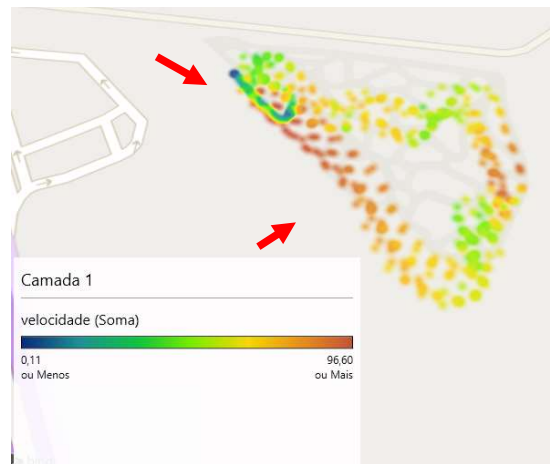 Camada 1
velocidade (Soma)
0,11
ou Menos
96,60
ou Mais